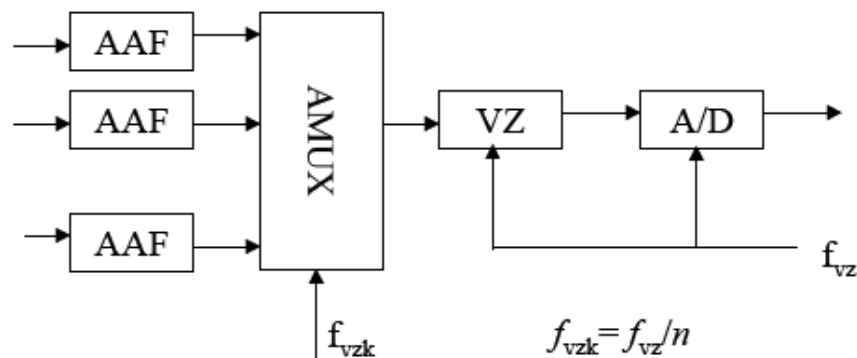 AAF
AAF
AAF
AMUX
VZ
A/D
f_vz
f_vzk
f_vzk = f_vz/n